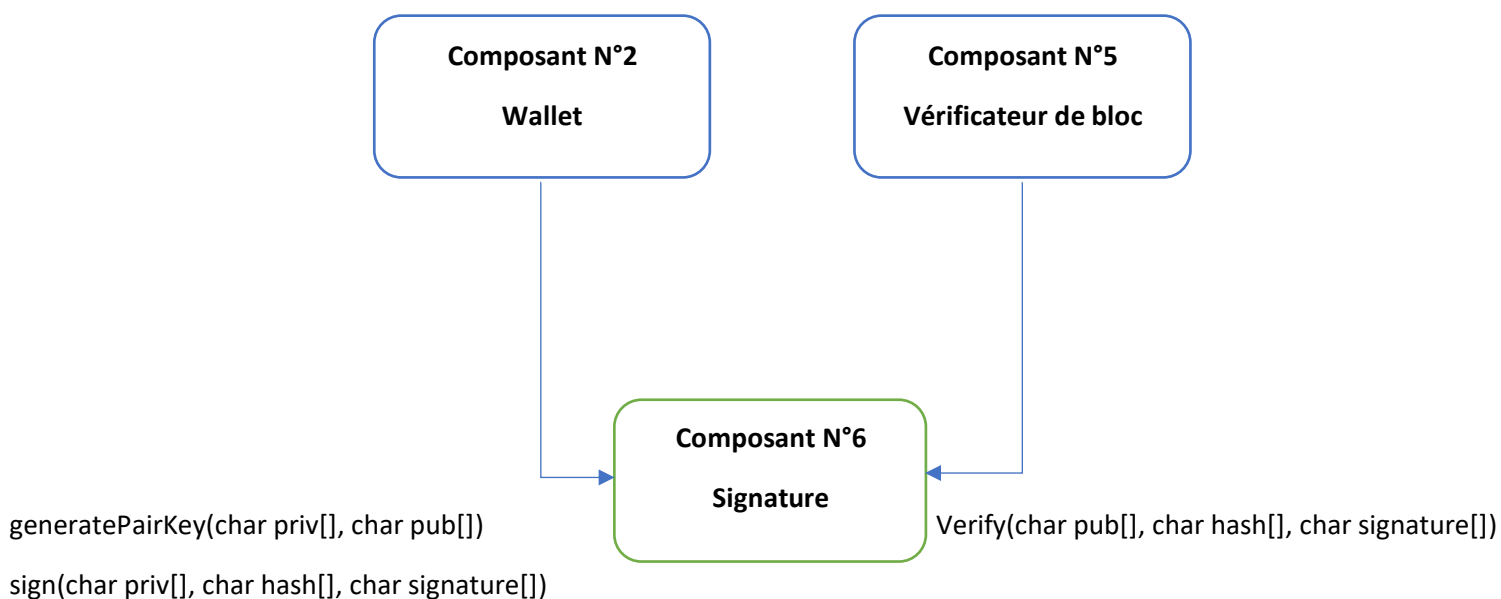 Composant N°2
Wallet
Composant N°5
Vérificateur de bloc
Composant N°6
Signature
generatePairKey(char priv[], char pub[])
sign(char priv[], char hash[], char signature[])
Verify(char pub[], char hash[], char signature[])